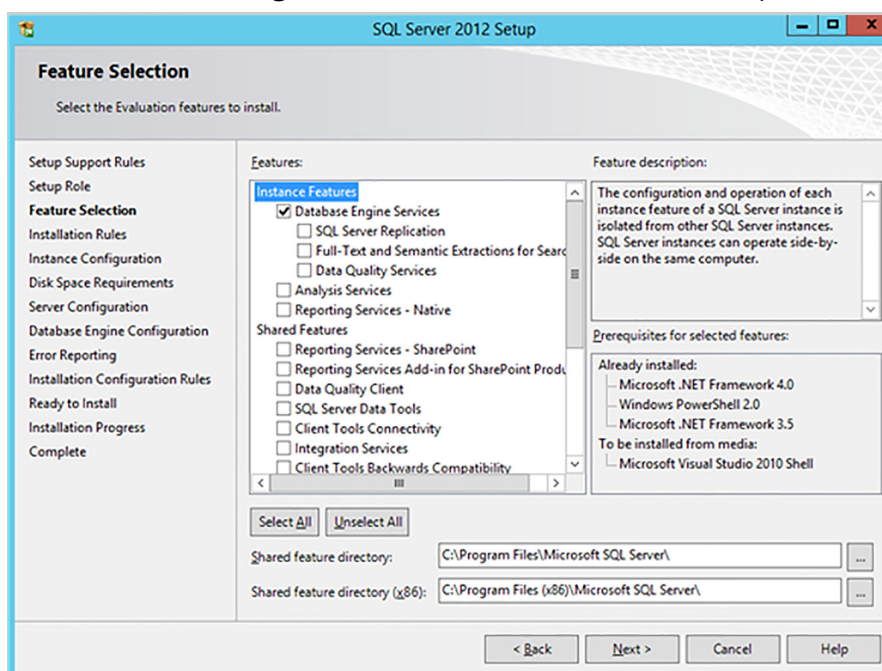 SQL Server 2012 Setup
Feature Selection
Select the Evaluation features to install.
Setup Support Rules
Setup Role
Feature Selection
Installation Rules
Instance Configuration
Disk Space Requirements
Server Configuration
Database Engine Configuration
Error Reporting
Installation Configuration Rules
Ready to Install
Installation Progress
Complete
Features:
Instance Features
Database Engine Services
SQL Server Replication
Full-Text and Semantic Extractions for Searc
Data Quality Services
Analysis Services
Reporting Services - Native
Shared Features
Reporting Services - SharePoint
Reporting Services Add-in for SharePoint Produ
Data Quality Client
SQL Server Data Tools
Client Tools Connectivity
Integration Services
Client Tools Backwards Compatibility
Feature description:
The configuration and operation of each
instance feature of a SQL Server instance is
isolated from other SQL Server instances.
SQL Server instances can operate side-by-
side on the same computer.
Prerequisites for selected features:
Already installed:
Microsoft .NET Framework 4.0
Windows PowerShell 2.0
Microsoft .NET Framework 3.5
To be installed from media:
Microsoft Visual Studio 2010 Shell
Select All
Unselect All
Shared feature directory:
C:\Program Files\Microsoft SQL Server\
...
Shared feature directory (x86):
C:\Program Files (x86)\Microsoft SQL Server\
...
< Back
Next >
Cancel
Help